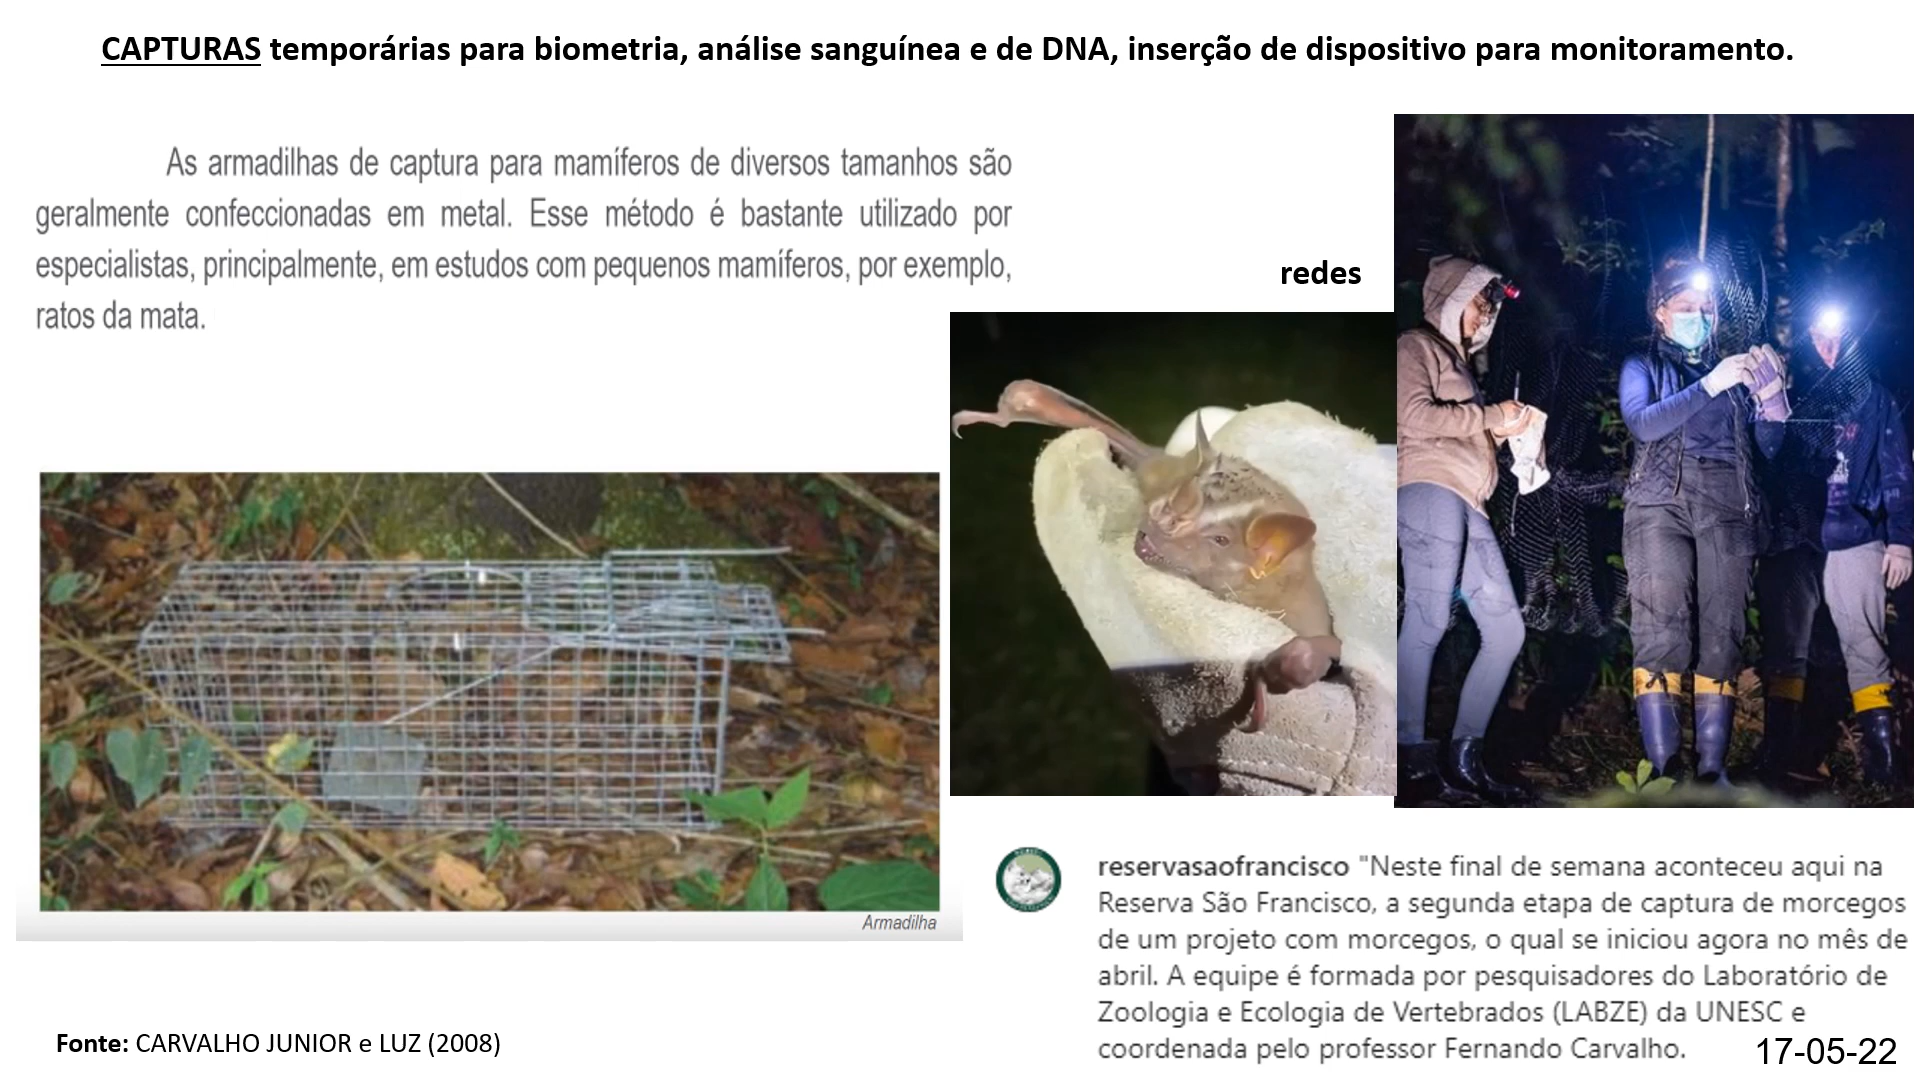 CAPTURAS temporárias para biometria, análise sanguínea e de DNA, inserção de dispositivo para monitoramento.
As armadilhas de captura para mamíferos de diversos tamanhos são
geralmente confeccionadas em metal. Esse método é bastante utilizado por
especialistas, principalmente, em estudos com pequenos mamíferos, por exemplo,
ratos da mata.
redes
Armadilha
reservasaofrancisco "Neste final de semana aconteceu aqui na
Reserva São Francisco, a segunda etapa de captura de morcegos
de um projeto com morcegos, o qual se iniciou agora no mês de
abril. A equipe é formada por pesquisadores do Laboratório de
Zoologia e Ecologia de Vertebrados (LABZE) da UNESC e
coordenada pelo professor Fernando Carvalho.
Fonte: CARVALHO JUNIOR e LUZ (2008)
17-05-22